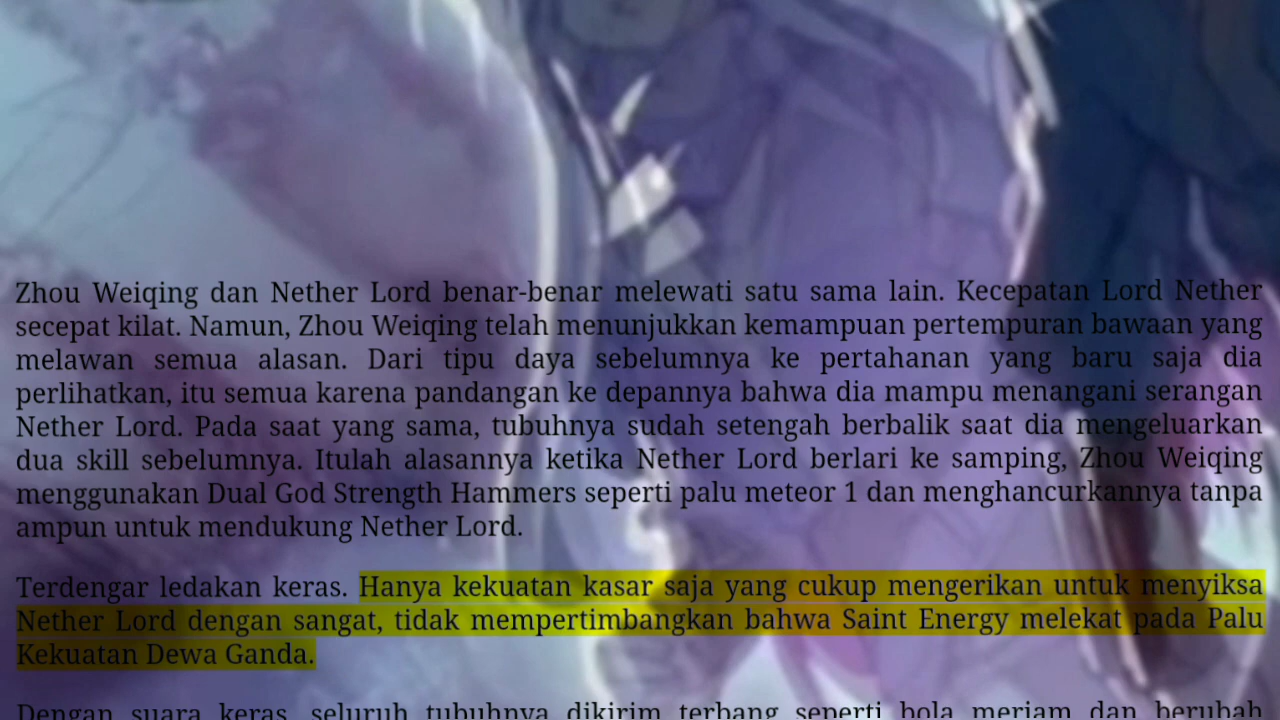 Zhou Weiqing dan Nether Lord benar-benar melewati satu sama lain. Kecepatan Lord Nether
secepat kilat. Namun, Zhou Weiqing telah menunjukkan kemampuan pertempuran bawaan yang
melawan semua alasan. Dari tipu daya sebelumnya ke pertahanan yang baru saja dia
perlihatkan, itu semua karena pandangan ke depannya bahwa dia mampu menangani serangan
Nether Lord. Pada saat yang sama, tubuhnya sudah setengah berbalik saat dia mengeluarkan
dua skill sebelumnya. Itulah alasannya ketika Nether Lord berlari ke samping, Zhou Weiqing
menggunakan Dual God Strength Hammers seperti palu meteor 1 dan menghancurkannya tanpa
ampun untuk mendukung Nether Lord.
Terdengar ledakan keras. Hanya kekuatan kasar saja yang cukup mengerikan untuk menyiksa
Nether Lord dengan sangat, tidak mempertimbangkan bahwa Saint Energy melekat pada Palu
Kekuatan Dewa Ganda.
Dengan suara keras, seluruh tubuhnya dikirim terbang seperti bola meriam dan berubah